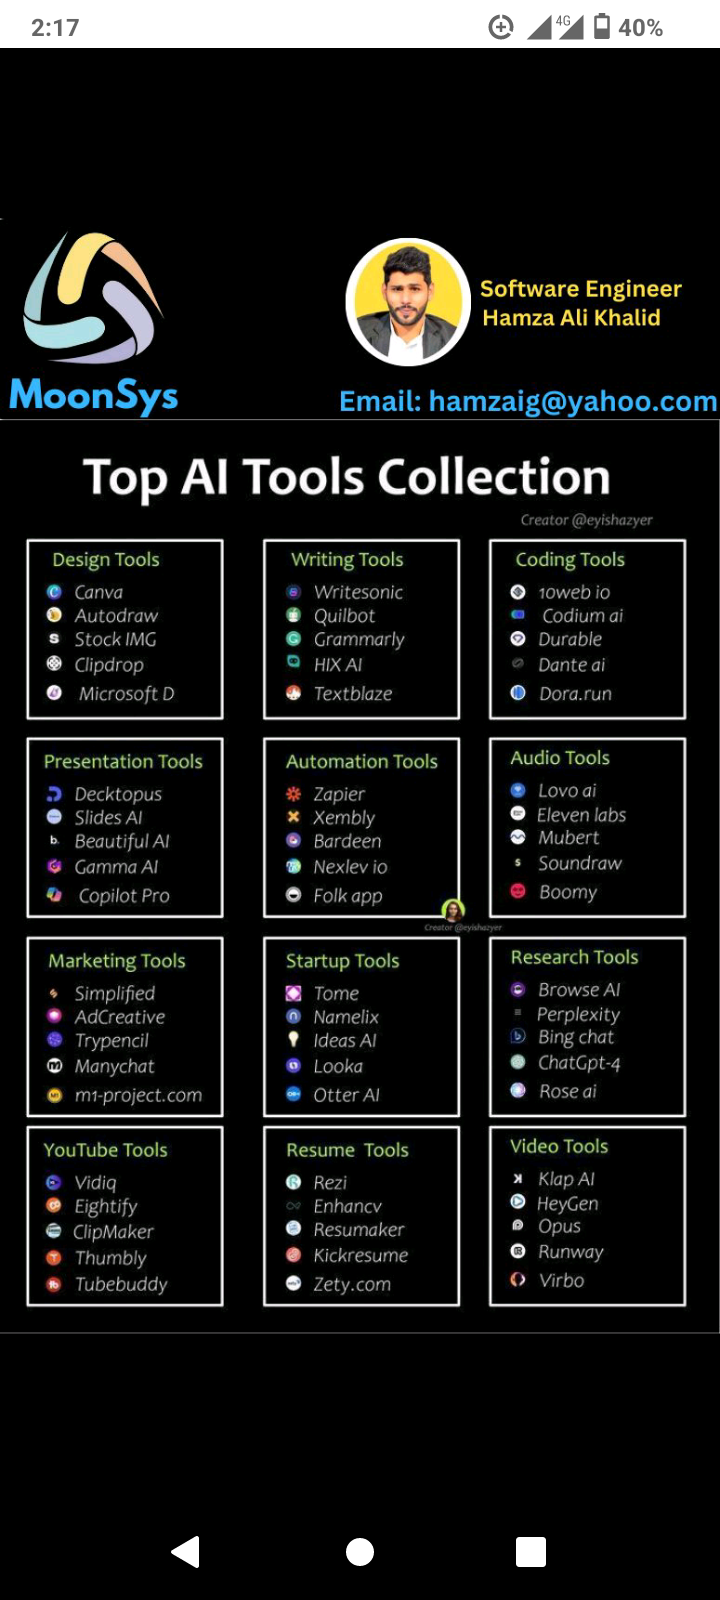 2:17
4G
40%
MoonSys
Software Engineer
Hamza Ali Khalid
Email: hamzaig@yahoo.com
Top AI Tools Collection
Creator @eyishazyer
Design Tools
Canva
Autodraw
Stock IMG
Clipdrop
Microsoft D
Writing Tools
Writesonic
Quilbot
Grammarly
HIX AI
Textblaze
Coding Tools
10web io
Codium ai
Durable
Dante ai
Dora.run
Presentation Tools
Decktopus
Slides AI
b. Beautiful AI
Gamma AI
Copilot Pro
Automation Tools
Zapier
Xembly
Bardeen
Nexlev io
Folk app
Creator @eyishazyer
Audio Tools
Lovo ai
Eleven labs
Mubert
Soundraw
Boomy
Marketing Tools
Simplified
AdCreative
Trypencil
Manychat
m1-project.com
Startup Tools
Tome
Namelix
Ideas AI
Looka
Otter AI
Research Tools
Browse AI
Perplexity
Bing chat
ChatGpt-4
Rose ai
YouTube Tools
Vidiq
Eightify
ClipMaker
Thumbly
Tubebuddy
Resume Tools
Rezi
Enhancv
Resumaker
Kickresume
Zety.com
Video Tools
Klap AI
HeyGen
Opus
Runway
Virbo